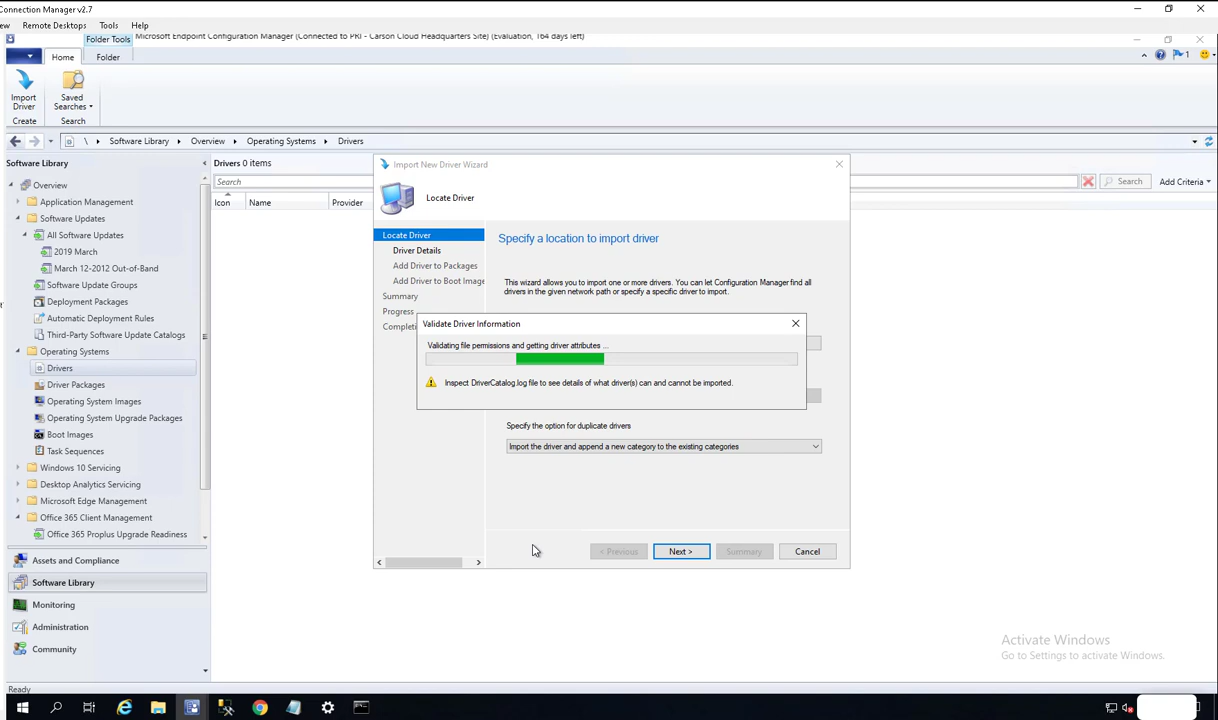 Connection Manager v2.7
ew Remote Desktops Tools Help
Folder Tools Microsoft Endpoint Configuration Manager (Connected to PRI - Carson Cloud Headquarters Site) (Evaluation, 164 days left)
Home Folder
1
Import Driver
Saved Searches
Create Search
\ Software Library Overview Operating Systems Drivers
Software Library
Overview
Application Management
Software Updates
All Software Updates
2019 March
March 12-2012 Out-of-Band
Software Update Groups
Deployment Packages
Automatic Deployment Rules
Third-Party Software Update Catalogs
Operating Systems
Drivers
Driver Packages
Operating System Images
Operating System Upgrade Packages
Boot Images
Task Sequences
Windows 10 Servicing
Desktop Analytics Servicing
Microsoft Edge Management
Office 365 Client Management
Office 365 Proplus Upgrade Readiness
Assets and Compliance
Software Library
Monitoring
Administration
Community
Drivers 0 items
Search
Search Add Criteria
Icon Name Provider
Import New Driver Wizard
Locate Driver
Locate Driver
Driver Details
Add Driver to Packages
Add Driver to Boot Image
Summary
Progress
Completi
Specify a location to import driver
This wizard allows you to import one or more drivers. You can let Configuration Manager find all
drivers in the given network path or specify a specific driver to import.
Validate Driver Information
Validating file permissions and getting driver attributes ...
Inspect DriverCatalog.log file to see details of what driver(s) can and cannot be imported.
Specify the option for duplicate drivers
Import the driver and append a new category to the existing categories
< Previous Next > Summary Cancel
Activate Windows
Go to Settings to activate Windows.
Ready